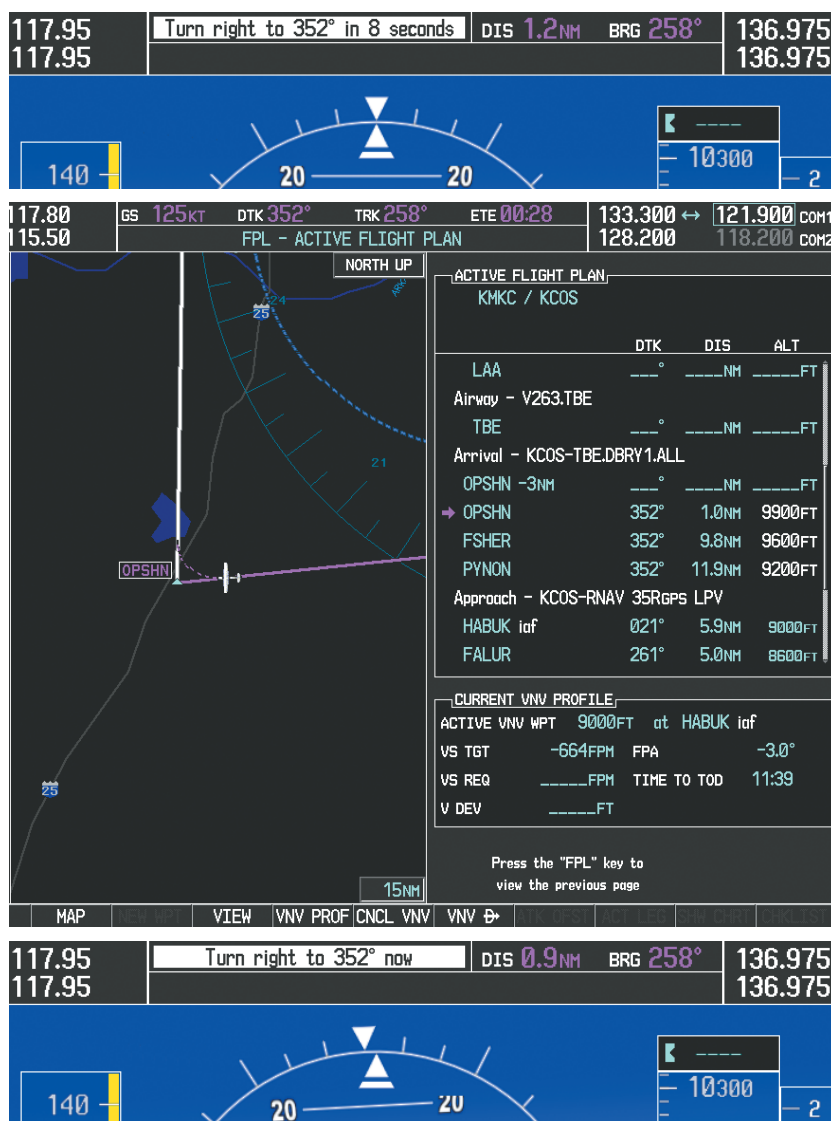 117.95 Turn right to 352° in 8 seconds DIS 1.2NM BRG 258° 136.975
117.95 136.975
----
140 20 20 10300 2
117.80 GS 125KT DTK 352° TRK 258° ETE 00:28 133.300 ↔ 121.900 COM1
115.50 FPL - ACTIVE FLIGHT PLAN 128.200 118.200 COM2
NORTH UP
24
25
21
OPSHN
25
15NM
ACTIVE FLIGHT PLAN
KMKC / KCOS
DTK DIS ALT
LAA ___° ____NM _____FT
Airway - V263.TBE
TBE ___° ____NM _____FT
Arrival - KCOS-TBE.DBRY1.ALL
OPSHN -3NM ___° ____NM _____FT
OPSHN 352° 1.0NM 9900FT
FSHER 352° 9.8NM 9600FT
PYNON 352° 11.9NM 9200FT
Approach - KCOS-RNAV 35RGPS LPV
HABUK iaf 021° 5.9NM 9000FT
FALUR 261° 5.0NM 8600FT
CURRENT VNV PROFILE
ACTIVE VNV WPT 9000FT at HABUK iaf
VS TGT -664FPM FPA -3.0°
VS REQ _____FPM TIME TO TOD 11:39
V DEV _____FT
Press the "FPL" key to
view the previous page
MAP NEW WPT VIEW VNV PROF CNCL VNV VNV ATK OFST ACT LEG SHW CHRT CHKLIST
117.95 Turn right to 352° now DIS 0.9NM BRG 258° 136.975
117.95 136.975
----
140 20 20 10300 2